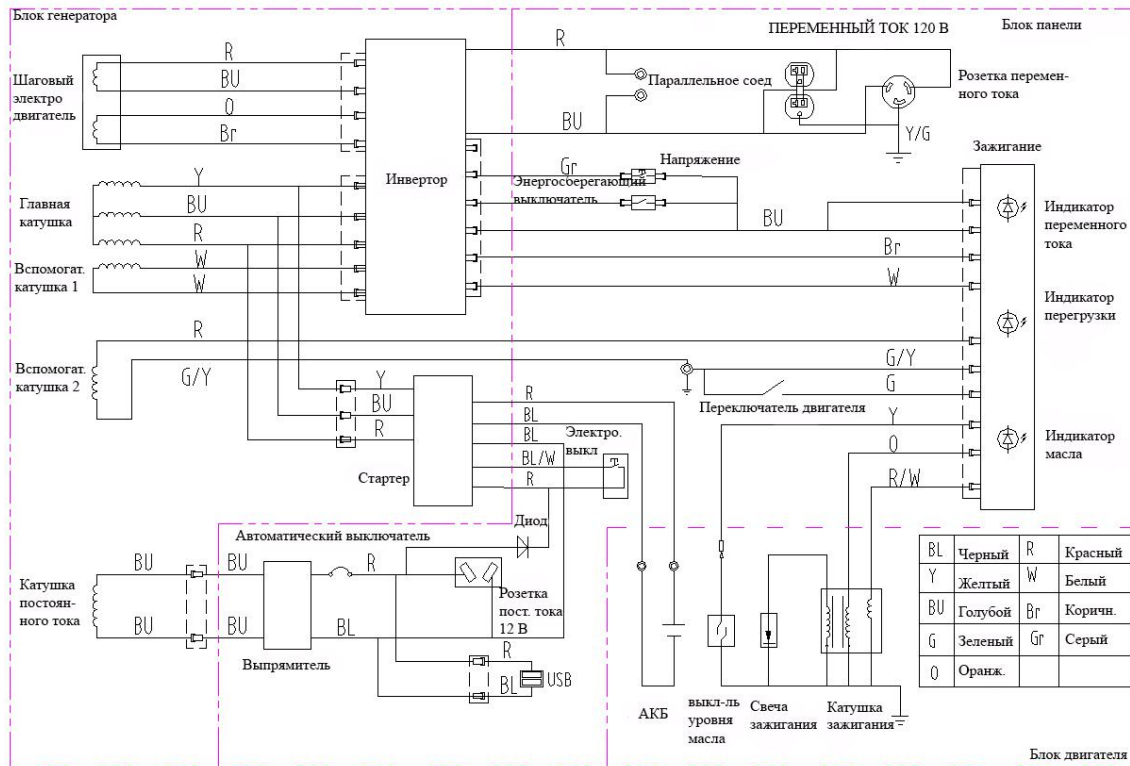 Блок генератора
ПЕРЕМЕННЫЙ ТОК 120 В
Блок панели
R
R
Шаговый
электро
двигатель
BU
O
Br
Параллельное соед
Розетка перемен-
ного тока
BU
Y/G
Инвертор
Gr
Напряжение
Зажигание
Энергосберегающий
выключатель
Главная
катушка
Y
BU
R
W
W
BU
Индикатор
переменного
тока
Br
W
Вспомогат.
катушка 1
Индикатор
перегрузки
R
Вспомогат.
катушка 2
G/Y
G/Y
G
Переключатель двигателя
Y
BU
R
R
BL
BL
BL/W
R
Электро.
выкл
Y
O
R/W
Индикатор
масла
Стартер
Диод
Автоматический выключатель
Катушка
постоян-
ного тока
BU
BU
R
BU
BU
BL
Розетка
пост. тока
12 В
Выпрямитель
R
BL
USB
АКБ
выкл-ль
уровня
масла
Свеча
зажигания
Катушка
зажигания
BL Черный R Красный
Y Желтый W Белый
BU Голубой Br Коричн.
G Зеленый Gr Серый
O Оранж.
Блок двигателя